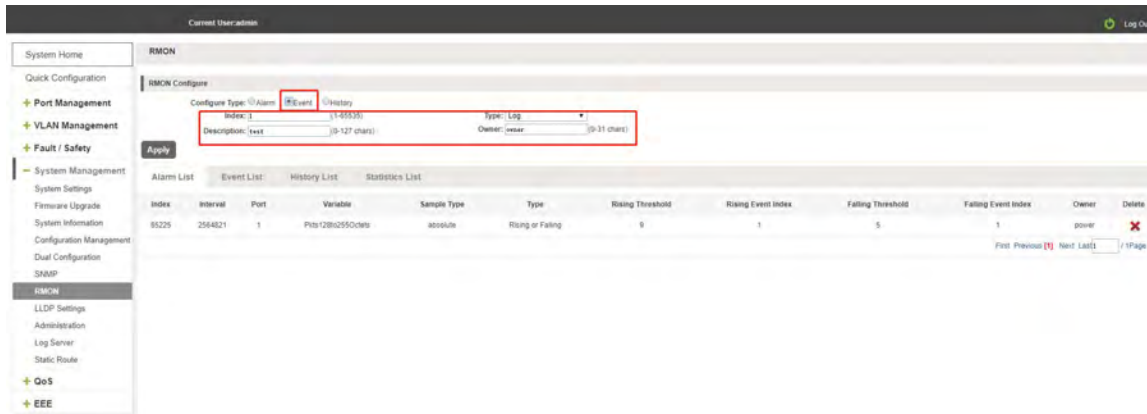 Current User:admin
Log Ou
System Home
Quick Configuration
Port Management
VLAN Management
Fault / Safety
System Management
System Settings
Firmware Upgrade
System Information
Configuration Management
Dual Configuration
SNMP
RMON
LLDP Settings
Administration
Log Server
Static Route
QoS
EEE
RMON
RMON Configure
Configure Type: Alarm Event History
Index: 1 (1-65535) Type: Log
Description: test (0-127 chars) Owner: owner (0-31 chars)
Apply
Alarm List Event List History List Statistics List
Index Interval Port Variable Sample Type Type Rising Threshold Rising Event Index Falling Threshold Falling Event Index Owner Delete
2564821 1 absolute Rising or Falling 1 5 1 power
First Previous [1] Next Last 1 / 1Page